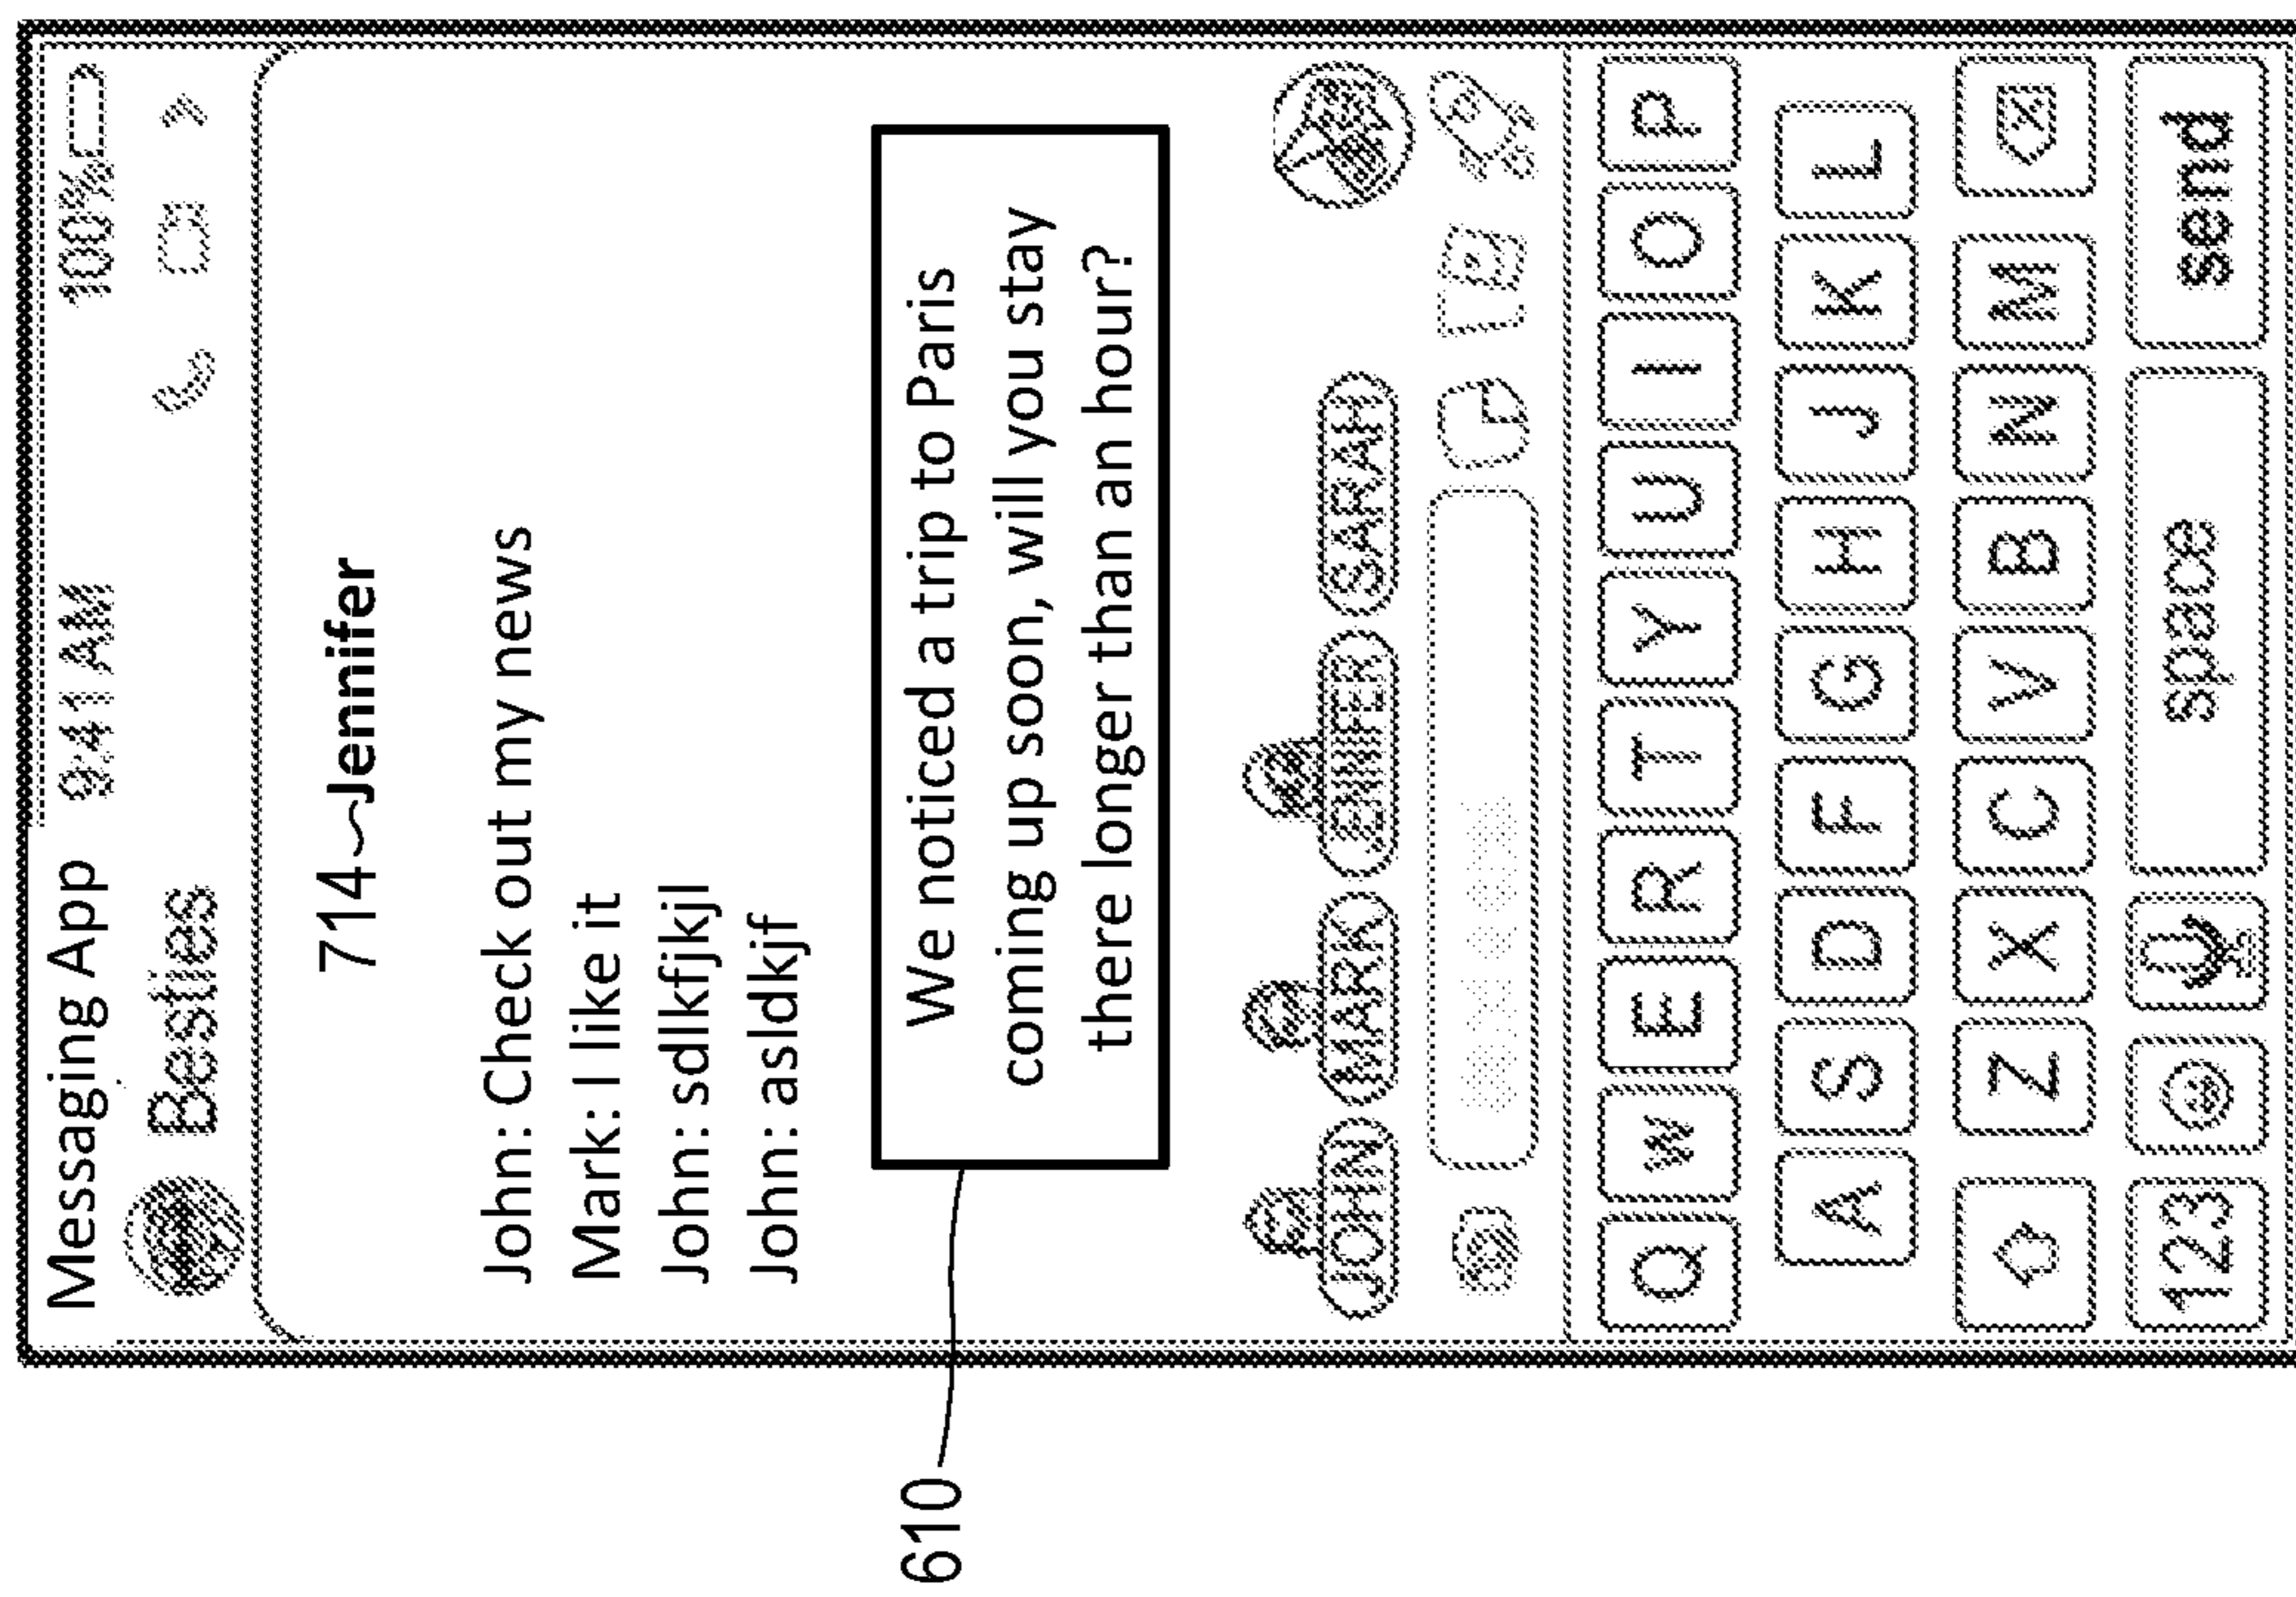 Messaging App 9:41 AM 100%
Besties
714 Jennifer
John: Check out my news
Mark: I like it
John: sdlkfjkjl
John: asldkjf
We noticed a trip to Paris
coming up soon, will you stay
there longer than an hour?
610
JOHN MARK ENIFER SARAH
Q W E R T Y U I O P
A S D F G H J K L
Z X C V B N M
123 space send